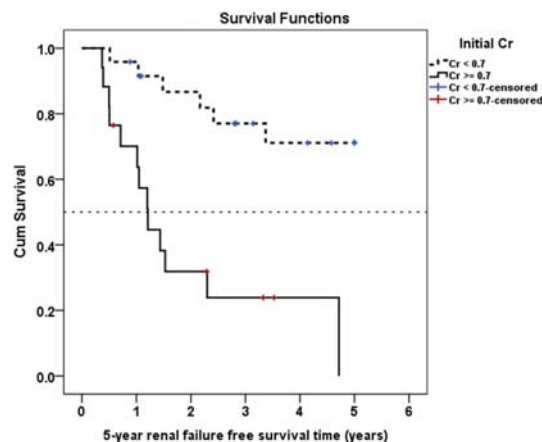 Survival Functions
Initial Cr
Cr < 0.7
Cr >= 0.7
Cr < 0.7-censored
Cr >= 0.7-censored
Cum Survival
1.0
0.8
0.6
0.4
0.2
0.0
0 1 2 3 4 5 6
5-year renal failure free survival time (years)